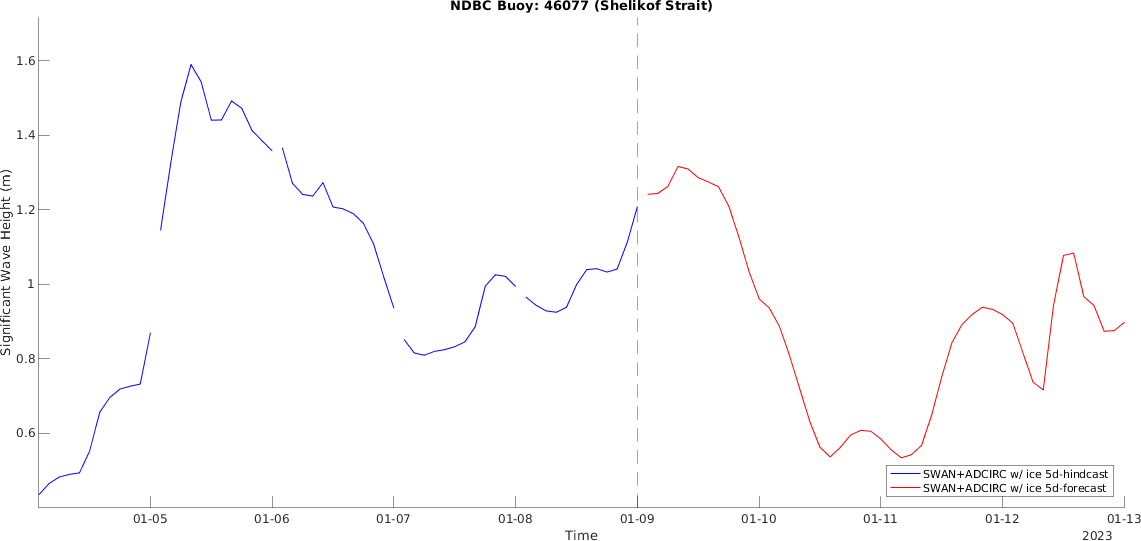 NDBC Buoy: 46077 (Shelikof Strait)
Significant Wave Height (m)
1.6
1.4
1.2
1
0.8
0.6
SWAN+ADCIRC w/ ice 5d-hindcast
SWAN+ADCIRC w/ ice 5d-forecast
01-05 01-06 01-07 01-08 01-09 01-10 01-11 01-12 01-13
Time
2023